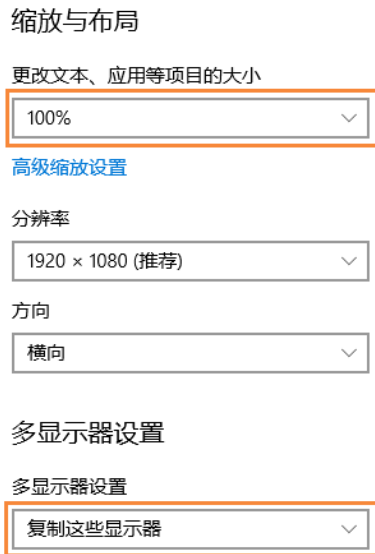 缩放与布局
更改文本、应用等项目的大小
100%
高级缩放设置
分辨率
1920 × 1080 (推荐)
方向
横向
多显示器设置
多显示器设置
复制这些显示器